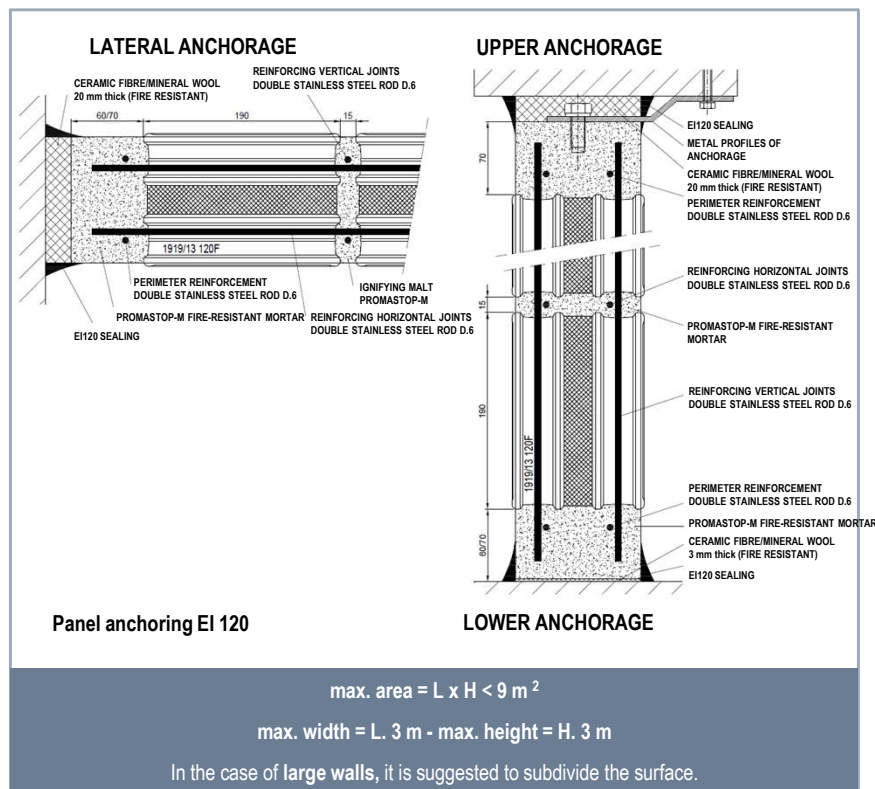 LATERAL ANCHORAGE
CERAMIC FIBRE/MINERAL WOOL
20 mm thick (FIRE RESISTANT)
REINFORCING VERTICAL JOINTS
DOUBLE STAINLESS STEEL ROD D.6
60/70
190
15
1919/13 120F
PERIMETER REINFORCEMENT
DOUBLE STAINLESS STEEL ROD D.6
IGNIFYING MALT
PROMASTOP-M
PROMASTOP-M FIRE-RESISTANT MORTAR
REINFORCING HORIZONTAL JOINTS
DOUBLE STAINLESS STEEL ROD D.6
EI120 SEALING
UPPER ANCHORAGE
EI120 SEALING
METAL PROFILES OF
ANCHORAGE
CERAMIC FIBRE/MINERAL WOOL
20 mm thick (FIRE RESISTANT)
PERIMETER REINFORCEMENT
DOUBLE STAINLESS STEEL ROD D.6
70
REINFORCING HORIZONTAL JOINTS
DOUBLE STAINLESS STEEL ROD D.6
15
PROMASTOP-M FIRE-RESISTANT
MORTAR
190
REINFORCING VERTICAL JOINTS
DOUBLE STAINLESS STEEL ROD D.6
1919/13 120F
PERIMETER REINFORCEMENT
DOUBLE STAINLESS STEEL ROD D.6
PROMASTOP-M FIRE-RESISTANT MORTAR
60/70
CERAMIC FIBRE/MINERAL WOOL
3 mm thick (FIRE RESISTANT)
EI120 SEALING
Panel anchoring EI 120
LOWER ANCHORAGE
max. area = L x H < 9 m ²
max. width = L. 3 m - max. height = H. 3 m
In the case of large walls, it is suggested to subdivide the surface.